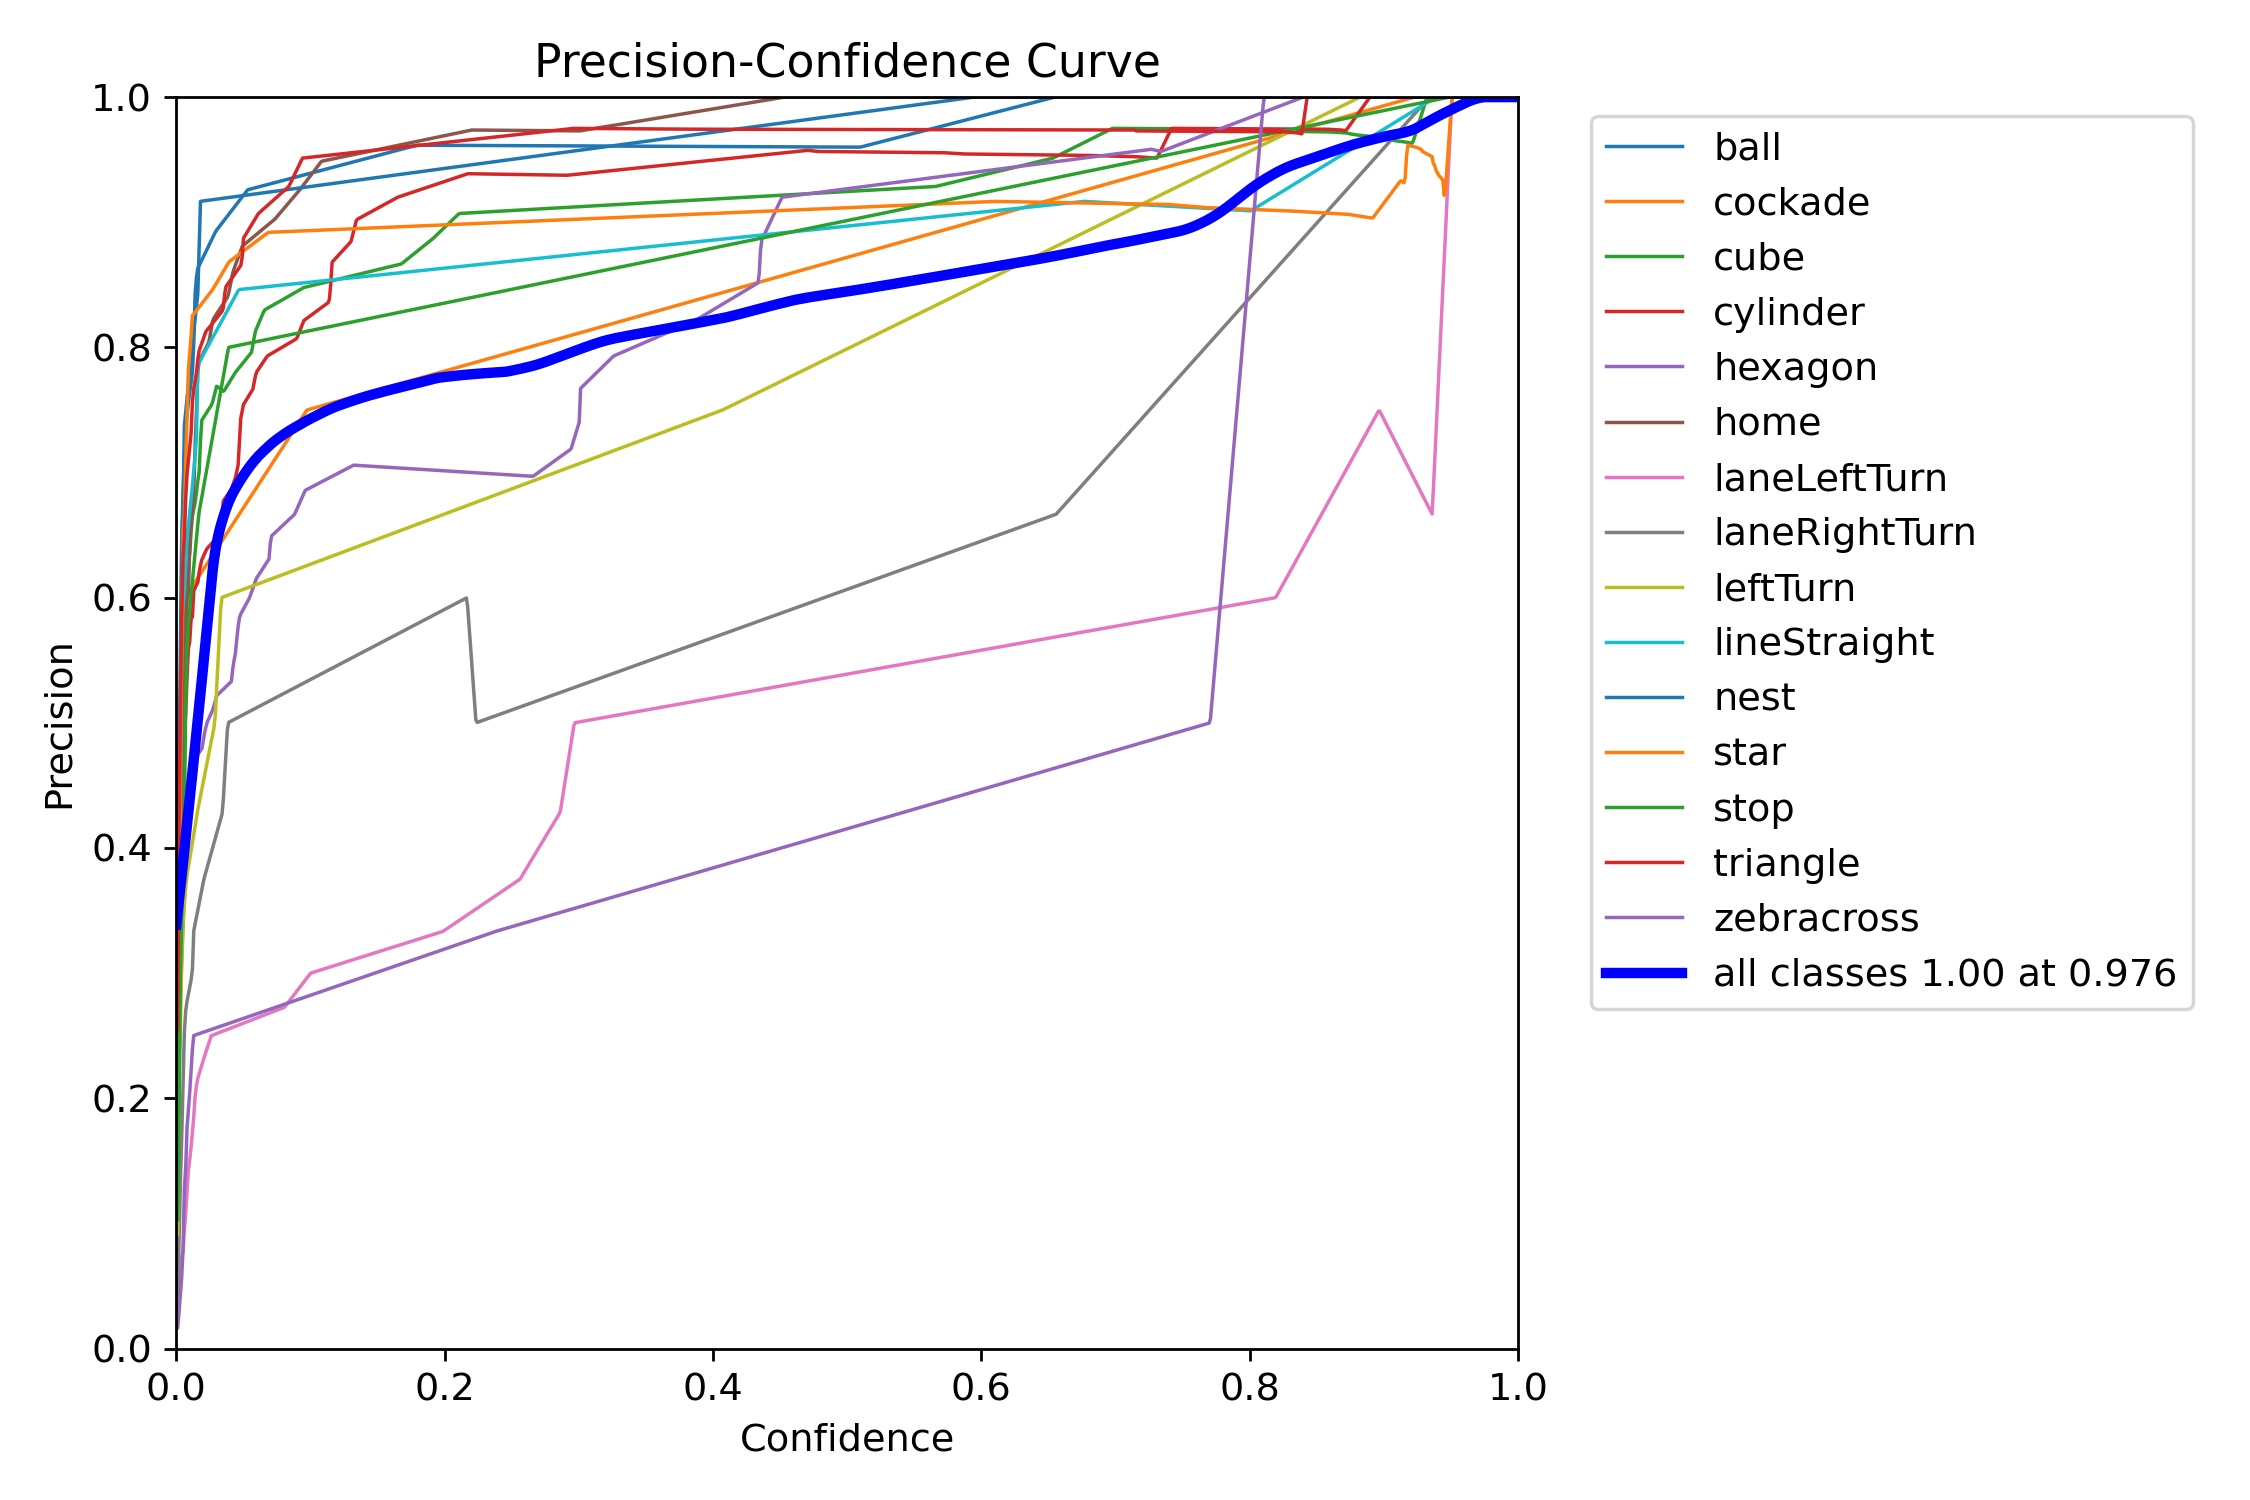 Precision-Confidence Curve
1.0
0.8
0.6
0.4
0.2
0.0
Precision
0.0 0.2 0.4 0.6 0.8 1.0
Confidence
ball
cockade
cube
cylinder
hexagon
home
laneLeftTurn
laneRightTurn
leftTurn
lineStraight
nest
star
stop
triangle
zebracross
all classes 1.00 at 0.976